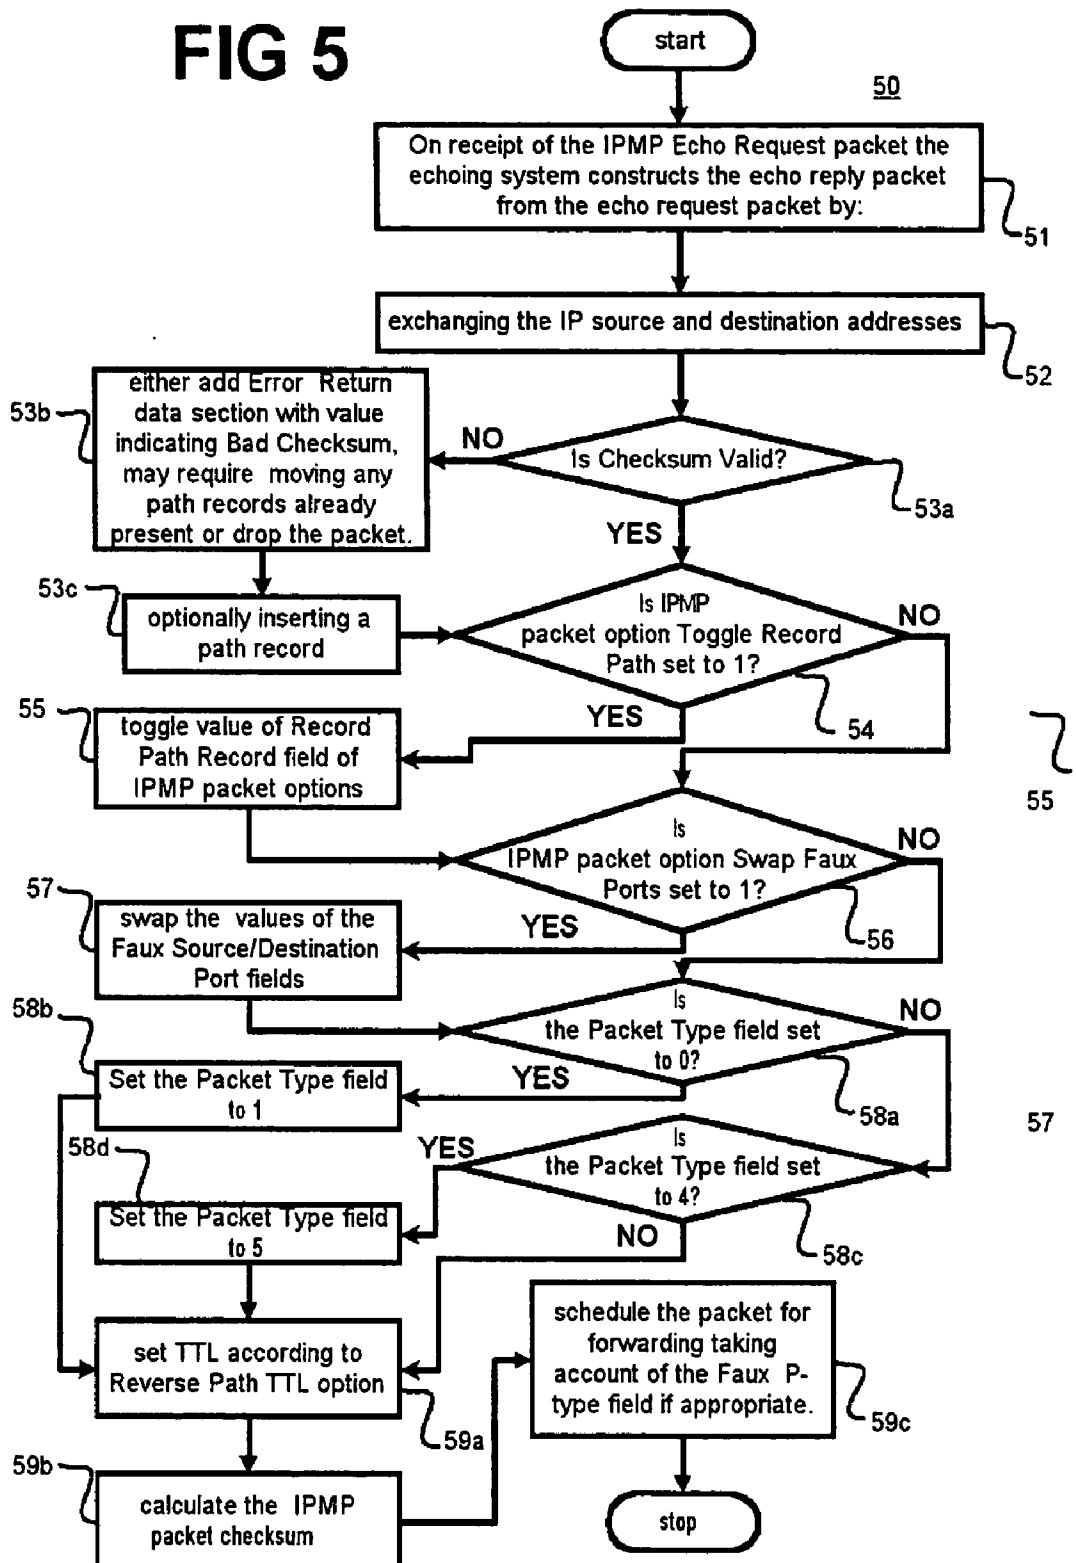 FIG 5
start
50
On receipt of the IPMP Echo Request packet the
echoing system constructs the echo reply packet
from the echo request packet by:
51
exchanging the IP source and destination addresses
52
either add Error Return
data section with value
indicating Bad Checksum,
may require moving any
path records already
present or drop the packet.
53b
NO
Is Checksum Valid?
53a
YES
53c
optionally inserting a
path record
Is IPMP
packet option Toggle Record
Path set to 1?
NO
54
YES
55
toggle value of Record
Path Record field of
IPMP packet options
55
Is
IPMP packet option Swap Faux
Ports set to 1?
NO
56
YES
57
swap the values of the
Faux Source/Destination
Port fields
Is
the Packet Type field set
to 0?
NO
58a
YES
58b
Set the Packet Type field
to 1
57
Is
the Packet Type field set
to 4?
YES
58c
NO
58d
Set the Packet Type field
to 5
set TTL according to
Reverse Path TTL option
59a
schedule the packet for
forwarding taking
account of the Faux P-
type field if appropriate.
59c
59b
calculate the IPMP
packet checksum
stop